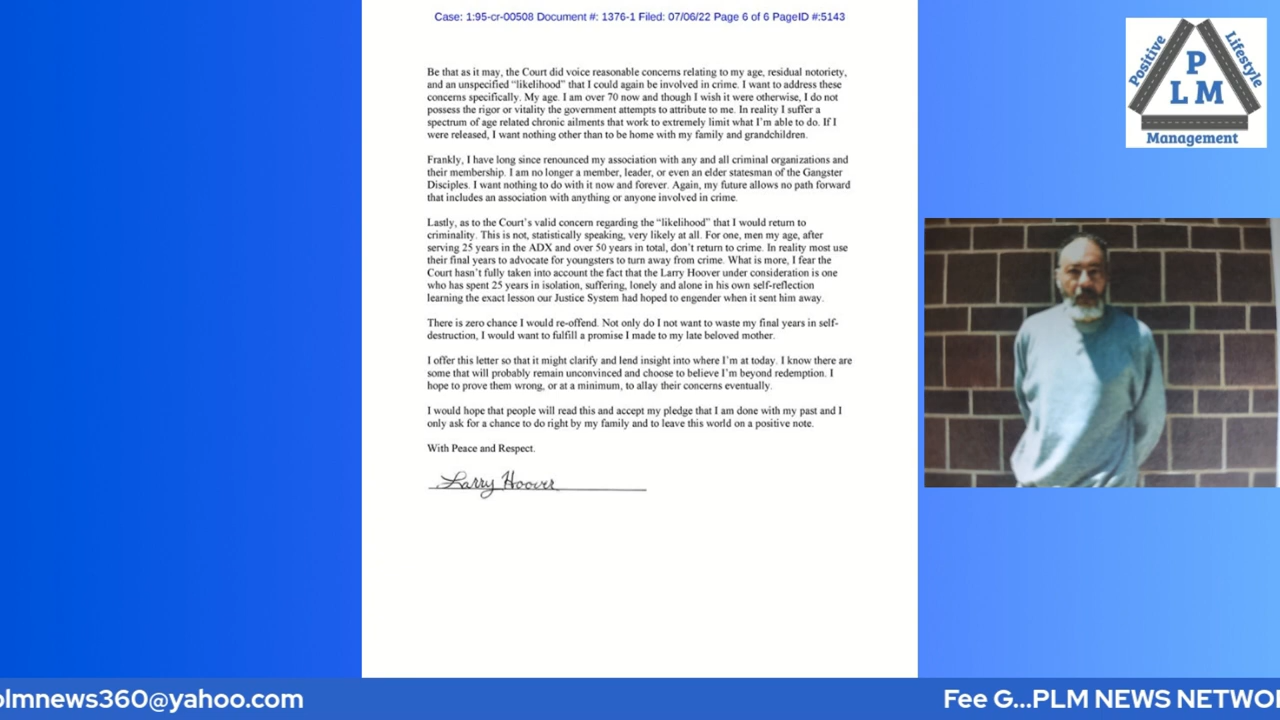 Case: 1:95-cr-00508 Document #: 1376-1 Filed: 07/06/22 Page 6 of 6 PageID #:5143
Be that as it may, the Court did voice reasonable concerns relating to my age, residual notoriety,
and an unspecified “likelihood” that I could again be involved in crime. I want to address these
concerns specifically. My age. I am over 70 now and though I wish it were otherwise, I do not
possess the rigor or vitality the government attempts to attribute to me. In reality I suffer a
spectrum of age related chronic ailments that work to extremely limit what I’m able to do. If I
were released, I want nothing other than to be home with my family and grandchildren.
Frankly, I have long since renounced my association with any and all criminal organizations and
their membership. I am no longer a member, leader, or even an elder statesman of the Gangster
Disciples. I want nothing to do with it now and forever. Again, my future allows no path forward
that includes an association with anything or anyone involved in crime.
Lastly, as to the Court’s valid concern regarding the “likelihood” that I would return to
criminality. This is not, statistically speaking, very likely at all. For one, men my age, after
serving 25 years in the ADX and over 50 years in total, don’t return to crime. In reality most use
their final years to advocate for youngsters to turn away from crime. What is more, I fear the
Court hasn’t fully taken into account the fact that the Larry Hoover under consideration is one
who has spent 25 years in isolation, suffering, lonely and alone in his own self-reflection
learning the exact lesson our Justice System had hoped to engender when it sent him away.
There is zero chance I would re-offend. Not only do I not want to waste my final years in self-
destruction, I would want to fulfill a promise I made to my late beloved mother.
I offer this letter so that it might clarify and lend insight into where I’m at today. I know there are
some that will probably remain unconvinced and choose to believe I’m beyond redemption. I
hope to prove them wrong, or at a minimum, to allay their concerns eventually.
I would hope that people will read this and accept my pledge that I am done with my past and I
only ask for a chance to do right by my family and to leave this world on a positive note.
With Peace and Respect.
Larry Hoover
Positive
Lifestyle
P
L M
Management
plmnews360@yahoo.com
Fee G...PLM NEWS NETWO